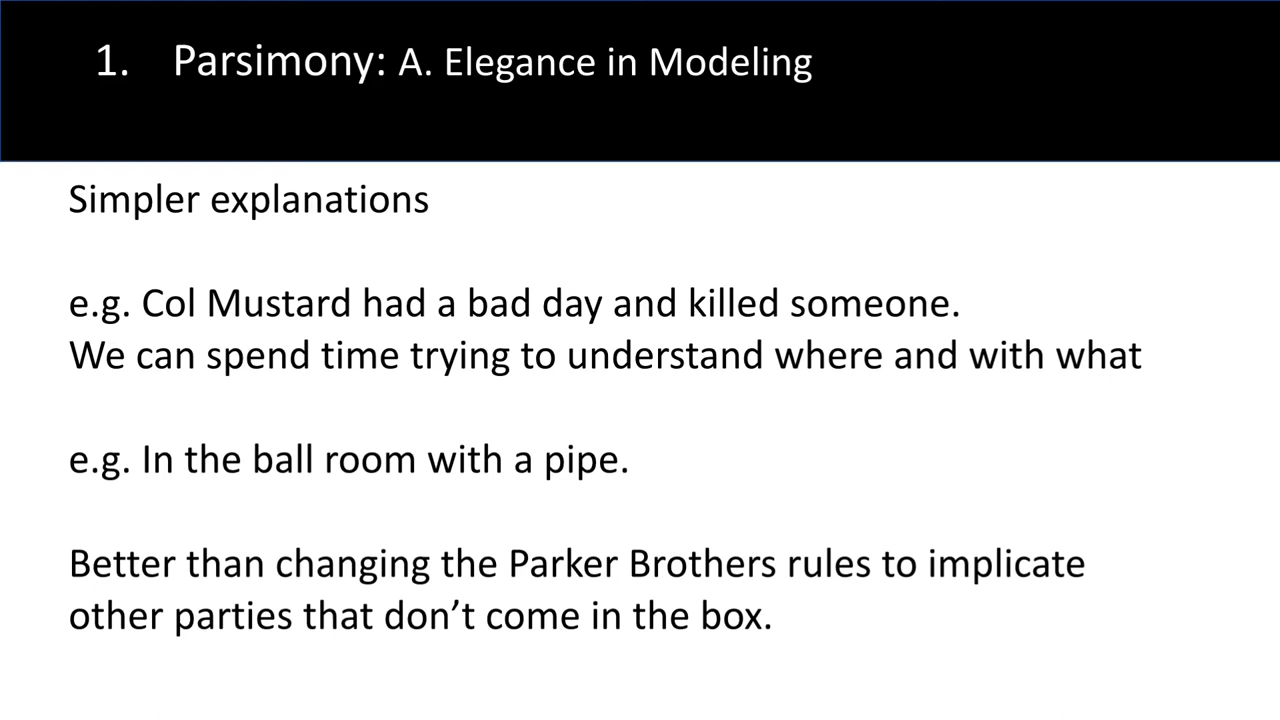 1. Parsimony: A. Elegance in Modeling
Simpler explanations
e.g. Col Mustard had a bad day and killed someone.
We can spend time trying to understand where and with what
e.g. In the ball room with a pipe.
Better than changing the Parker Brothers rules to implicate
other parties that don’t come in the box.